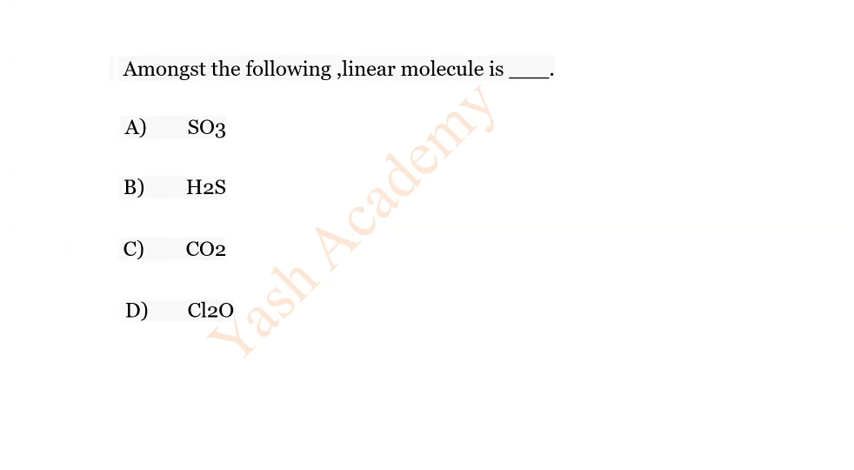 Amongst the following ,linear molecule is ____.
A) SO3
B) H2S
C) CO2
D) Cl2O
Yash Academy